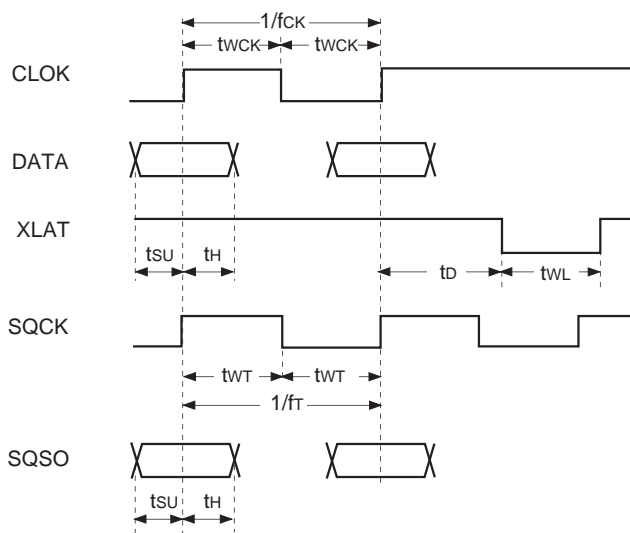 1/fCK
tWCK tWCK
CLOK
DATA
XLAT
tSU tH tD tWL
SQCK
tWT tWT
1/fT
SQSO
tSU tH